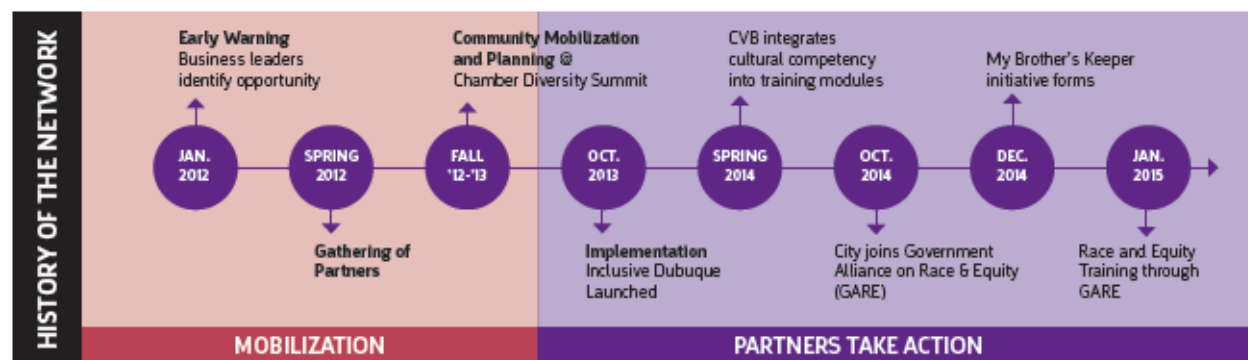 HISTORY OF THE NETWORK
Early Warning
Business leaders
identify opportunity
JAN.
2012
SPRING
2012
Gathering of
Partners
Community Mobilization
and Planning @
Chamber Diversity Summit
FALL
'12-'13
OCT.
2013
Implementation
Inclusive Dubuque
Launched
CVB integrates
cultural competency
into training modules
SPRING
2014
OCT.
2014
City joins Government
Alliance on Race & Equity
(GARE)
My Brother's Keeper
initiative forms
DEC.
2014
JAN.
2015
Race and Equity
Training through
GARE
MOBILIZATION
PARTNERS TAKE ACTION